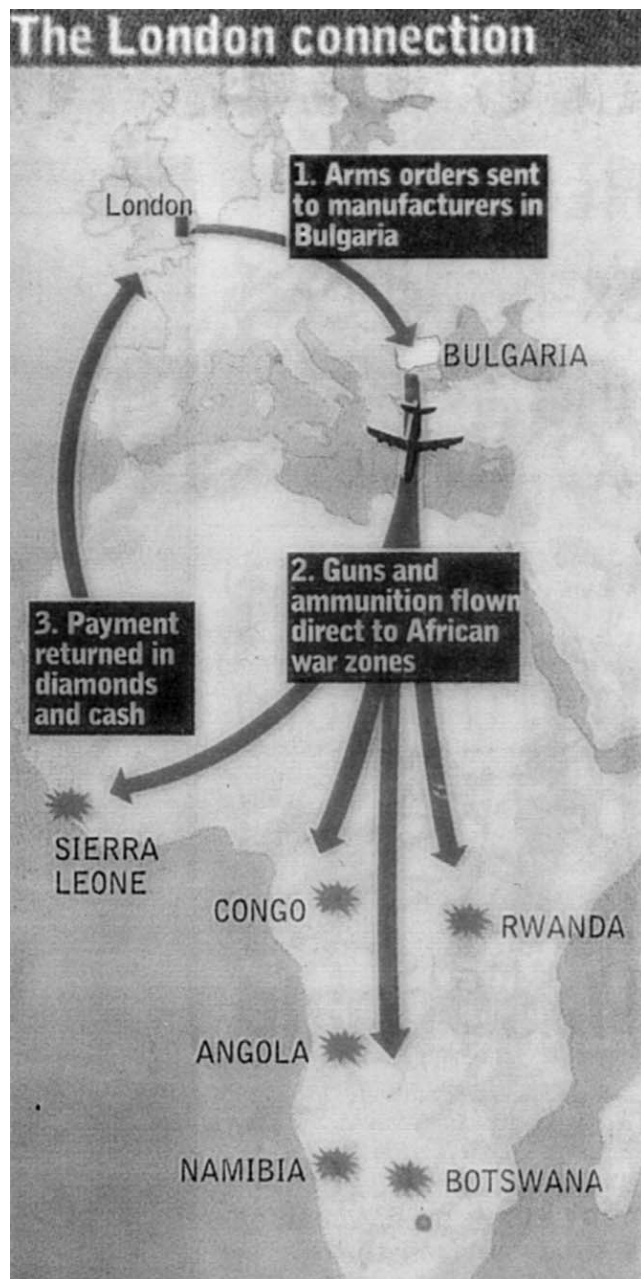 The London connection
London
1. Arms orders sent
to manufacturers in
Bulgaria
BULGARIA
2. Guns and
ammunition flown
direct to African
war zones
3. Payment
returned in
diamonds
and cash
SIERRA
LEONE
CONGO
RWANDA
ANGOLA
NAMIBIA
BOTSWANA